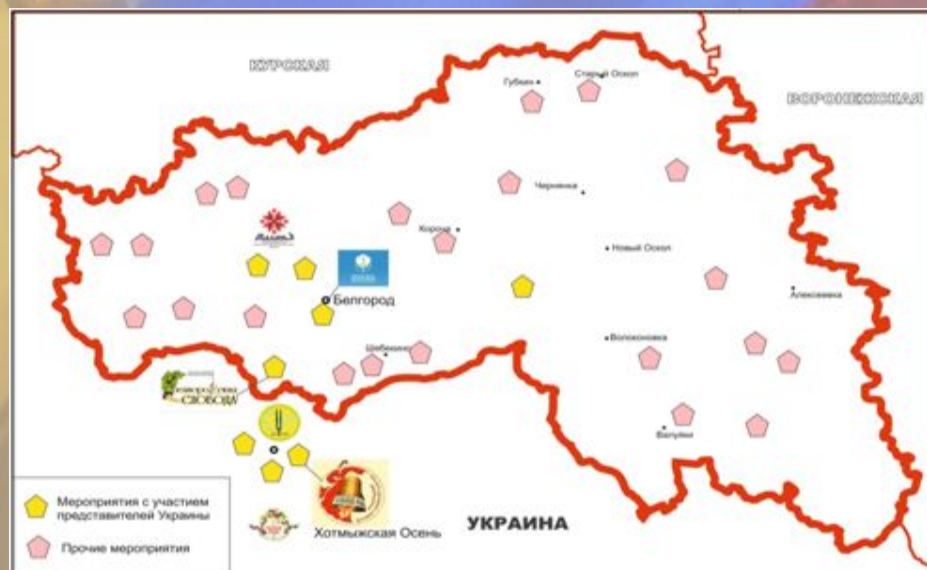 КУРСКАЯ
Губкин
Старый Оскол
ВОРОНЕЖСКАЯ
Чернянка
Короча
Новый Оскол
Белгород
Алексеевка
Волоконовка
Шебекино
СЛОБОДА
Валуйки
Мероприятия с участием
представителей Украины
Прочие мероприятия
Хотмыжская Осень
УКРАИНА